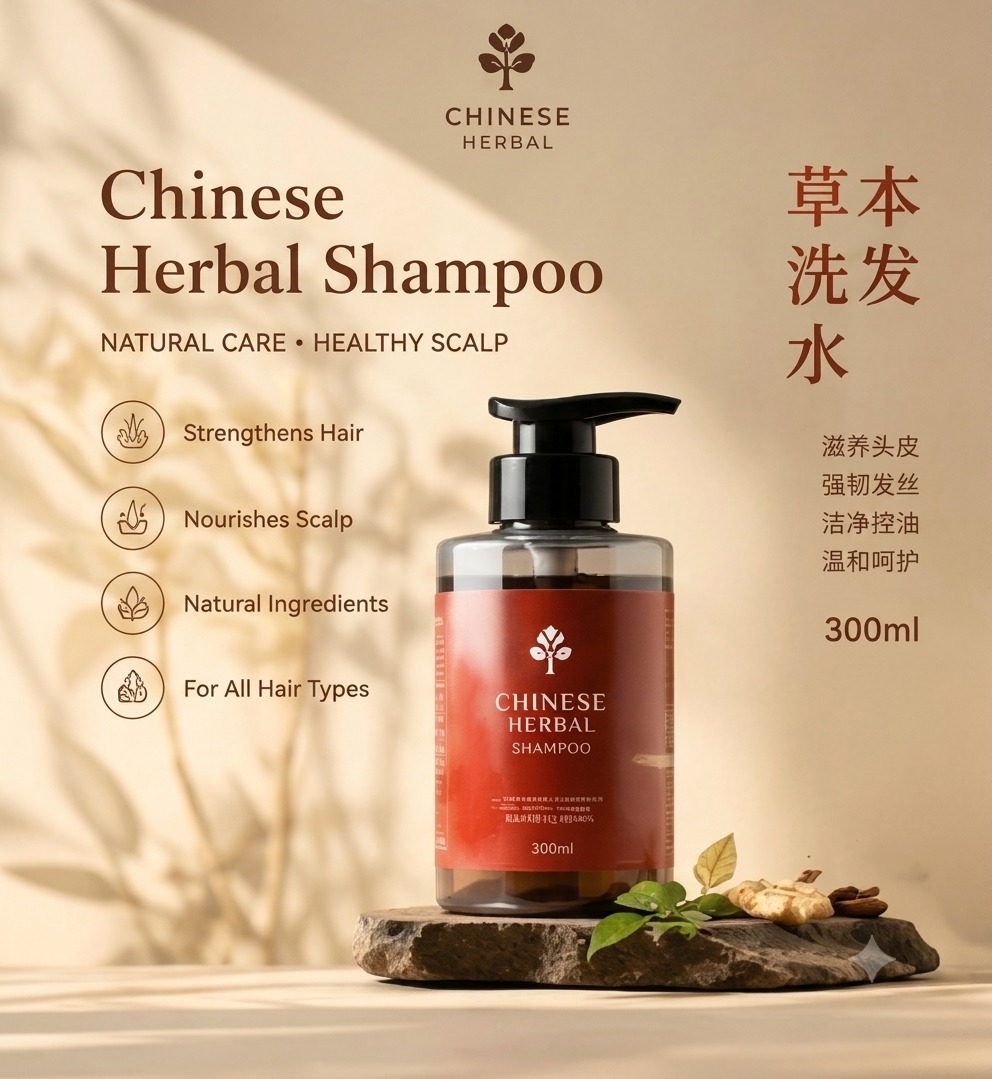 CHINESE
HERBAL
Chinese
Herbal Shampoo
NATURAL CARE • HEALTHY SCALP
Strengthens Hair
Nourishes Scalp
Natural Ingredients
For All Hair Types
草本
洗发
水
滋养头皮
强韧发丝
洁净控油
温和呵护
300ml
CHINESE
HERBAL
SHAMPOO
300ml